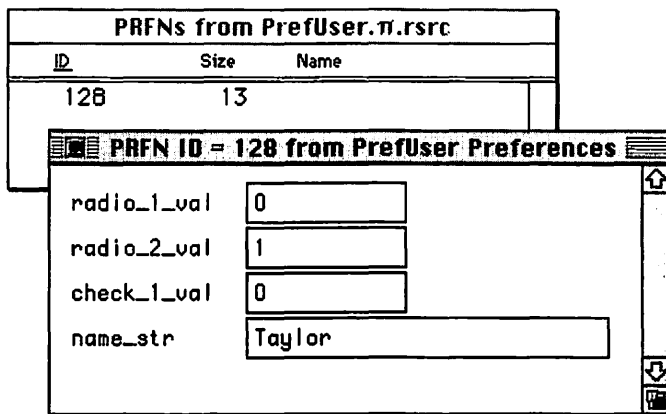 PRFNs from PrefUser.π.rsrc
ID Size Name
128 13
PRFN ID = 128 from PrefUser Preferences
radio_1_val 0
radio_2_val 1
check_1_val 0
name_str Taylor